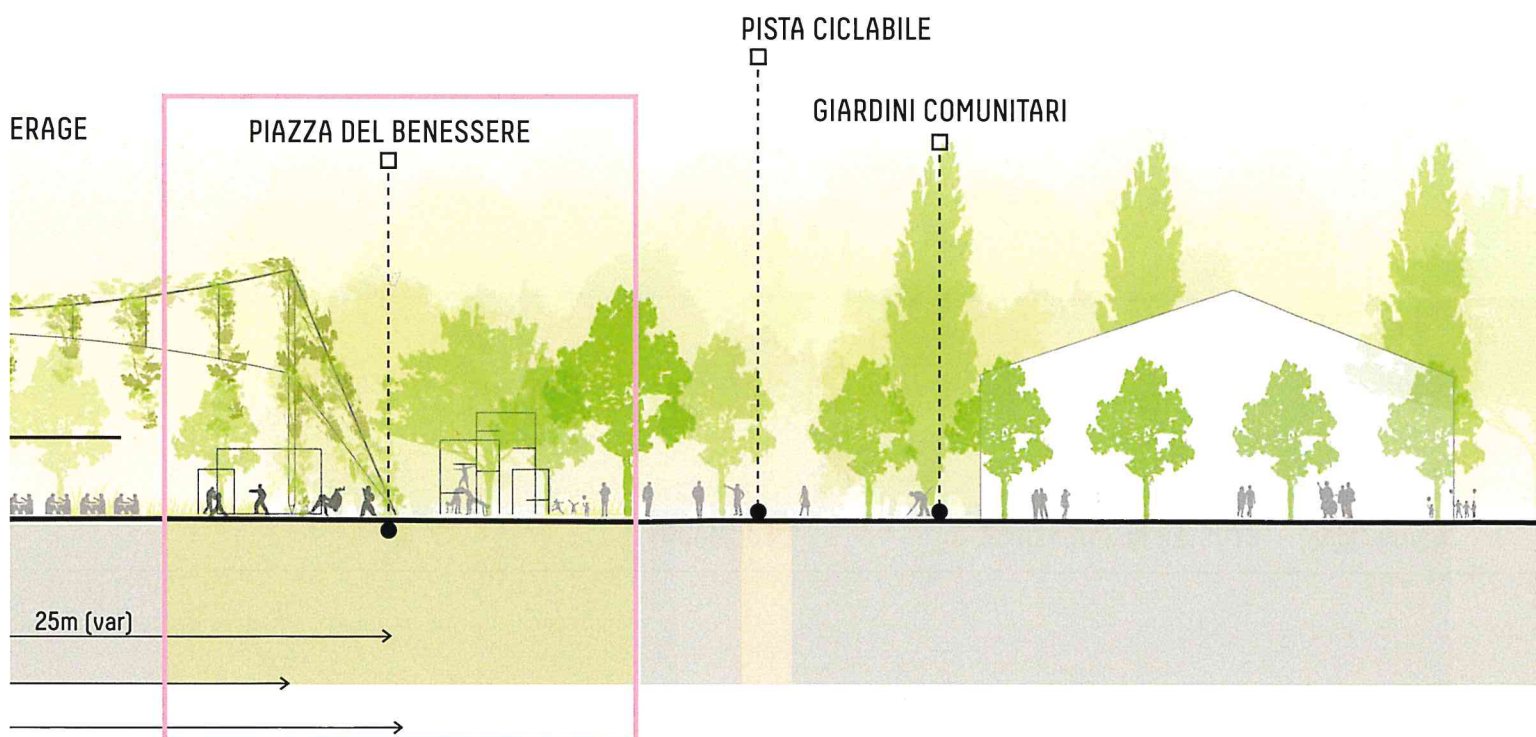 PISTA CICLABILE
ERAGE
PIAZZA DEL BENESSERE
GIARDINI COMUNITARI
25m (var)